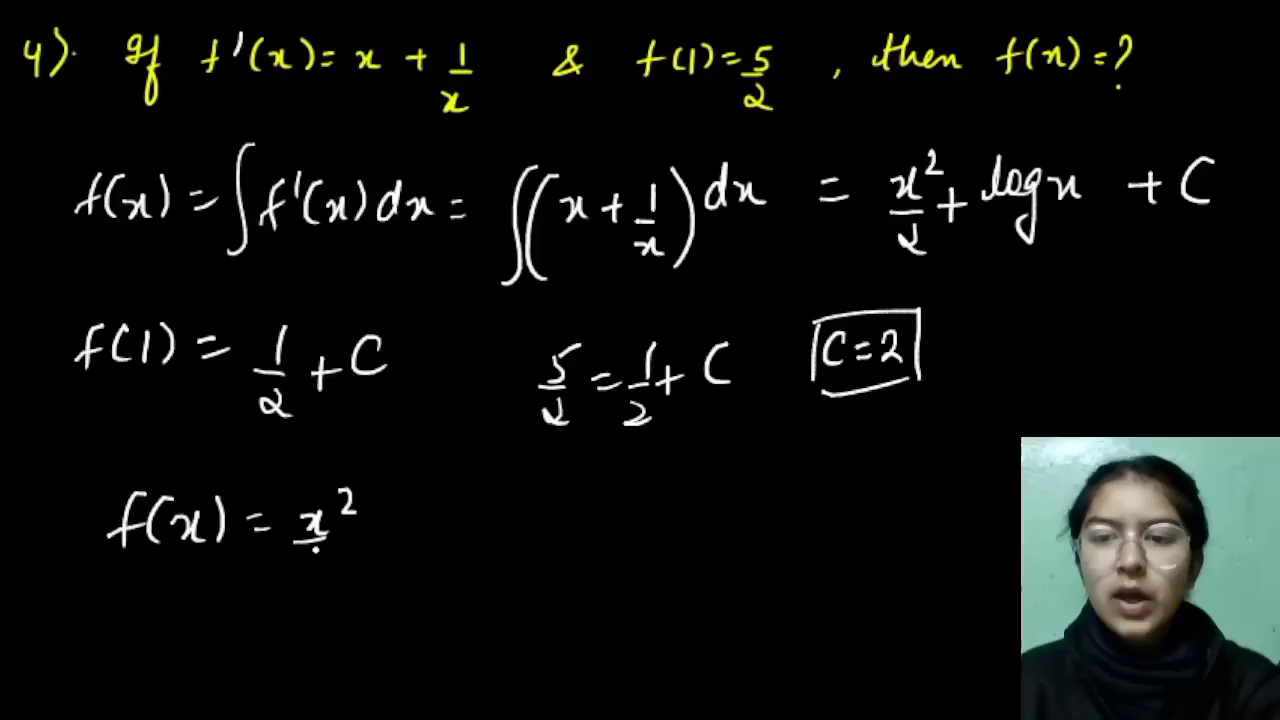 4). If f'(x) = x + 1/x & f(1) = 5/2 , then f(x) = ?
f(x) = ∫ f'(x) dx = ∫ (x + 1/x) dx = x²/2 + log x + C
f(1) = 1/2 + C 5/2 = 1/2 + C C = 2
f(x) = x²